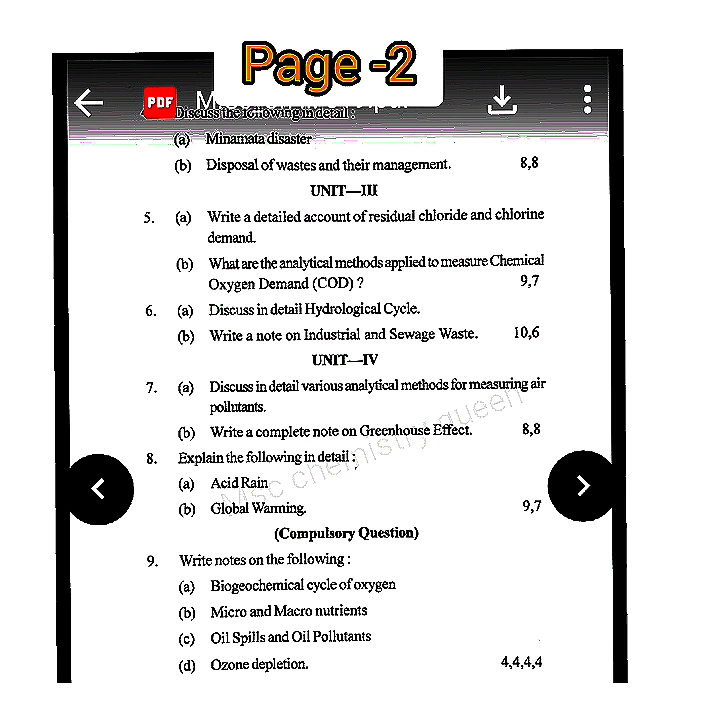 Page -2
PDF
Discuss the following in detail :
(a) Minamata disaster
(b) Disposal of wastes and their management. 8,8
UNIT—III
5. (a) Write a detailed account of residual chloride and chlorine
demand.
(b) What are the analytical methods applied to measure Chemical
Oxygen Demand (COD) ? 9,7
6. (a) Discuss in detail Hydrological Cycle.
(b) Write a note on Industrial and Sewage Waste. 10,6
UNIT—IV
7. (a) Discuss in detail various analytical methods for measuring air
pollutants.
(b) Write a complete note on Greenhouse Effect. 8,8
8. Explain the following in detail :
(a) Acid Rain
(b) Global Warming. 9,7
Msc chemistry queen
(Compulsory Question)
9. Write notes on the following :
(a) Biogeochemical cycle of oxygen
(b) Micro and Macro nutrients
(c) Oil Spills and Oil Pollutants
(d) Ozone depletion. 4,4,4,4